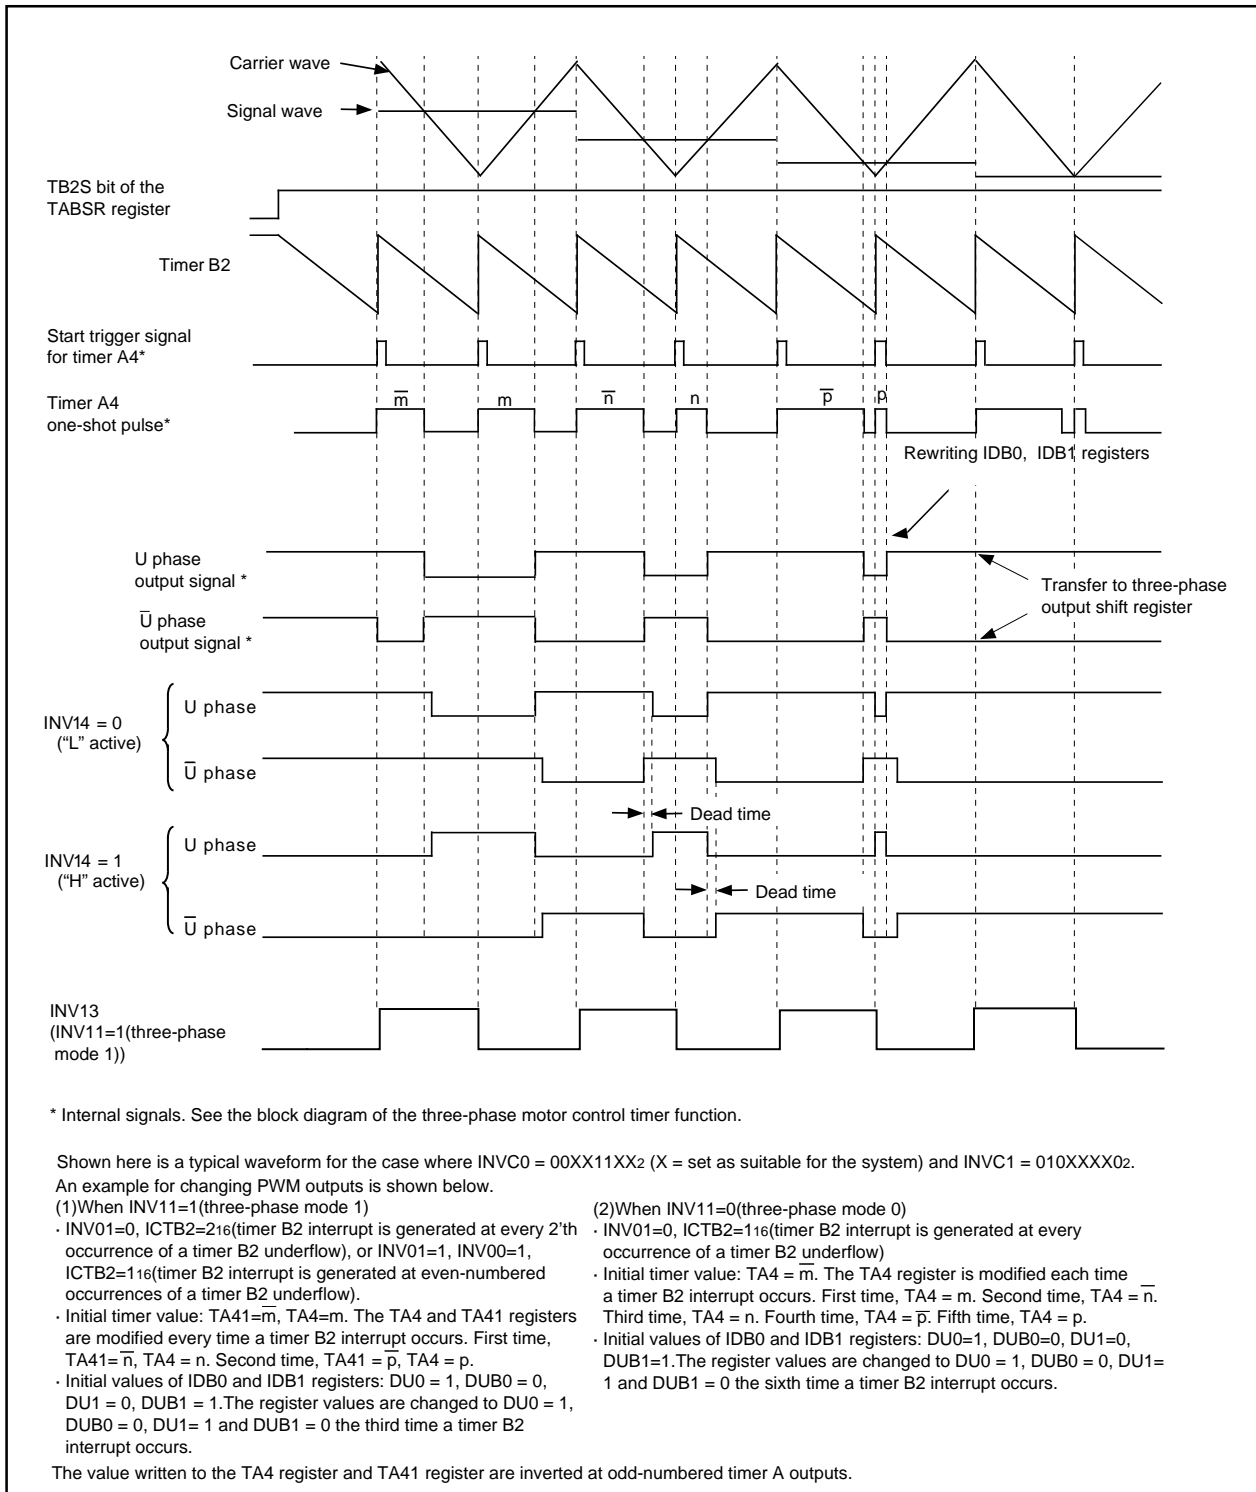 Carrier wave
Signal wave
TB2S bit of the
TABSR register
Timer B2
Start trigger signal
for timer A4*
Timer A4
one-shot pulse*
m̅ m n̅ n p̅ p
Rewriting IDB0, IDB1 registers
U phase
output signal *
Transfer to three-phase
output shift register
U̅ phase
output signal *
INV14 = 0
(“L” active)
U phase
U̅ phase
Dead time
INV14 = 1
(“H” active)
U phase
Dead time
U̅ phase
INV13
(INV11=1(three-phase
mode 1))
* Internal signals. See the block diagram of the three-phase motor control timer function.
Shown here is a typical waveform for the case where INVC0 = 00XX11XX2 (X = set as suitable for the system) and INVC1 = 010XXXX02.
An example for changing PWM outputs is shown below.
(1)When INV11=1(three-phase mode 1)
· INV01=0, ICTB2=216(timer B2 interrupt is generated at every 2’th
occurrence of a timer B2 underflow), or INV01=1, INV00=1,
ICTB2=116(timer B2 interrupt is generated at even-numbered
occurrences of a timer B2 underflow).
· Initial timer value: TA41=m̅, TA4=m. The TA4 and TA41 registers
are modified every time a timer B2 interrupt occurs. First time,
TA41= n̅, TA4 = n. Second time, TA41 = p̅, TA4 = p.
· Initial values of IDB0 and IDB1 registers: DU0 = 1, DUB0 = 0,
DU1 = 0, DUB1 = 1.The register values are changed to DU0 = 1,
DUB0 = 0, DU1= 1 and DUB1 = 0 the third time a timer B2
interrupt occurs.
(2)When INV11=0(three-phase mode 0)
· INV01=0, ICTB2=116(timer B2 interrupt is generated at every
occurrence of a timer B2 underflow)
· Initial timer value: TA4 = m̅. The TA4 register is modified each time
a timer B2 interrupt occurs. First time, TA4 = m. Second time, TA4 = n̅.
Third time, TA4 = n. Fourth time, TA4 = p̅. Fifth time, TA4 = p.
· Initial values of IDB0 and IDB1 registers: DU0=1, DUB0=0, DU1=0,
DUB1=1.The register values are changed to DU0 = 1, DUB0 = 0, DU1=
1 and DUB1 = 0 the sixth time a timer B2 interrupt occurs.
The value written to the TA4 register and TA41 register are inverted at odd-numbered timer A outputs.